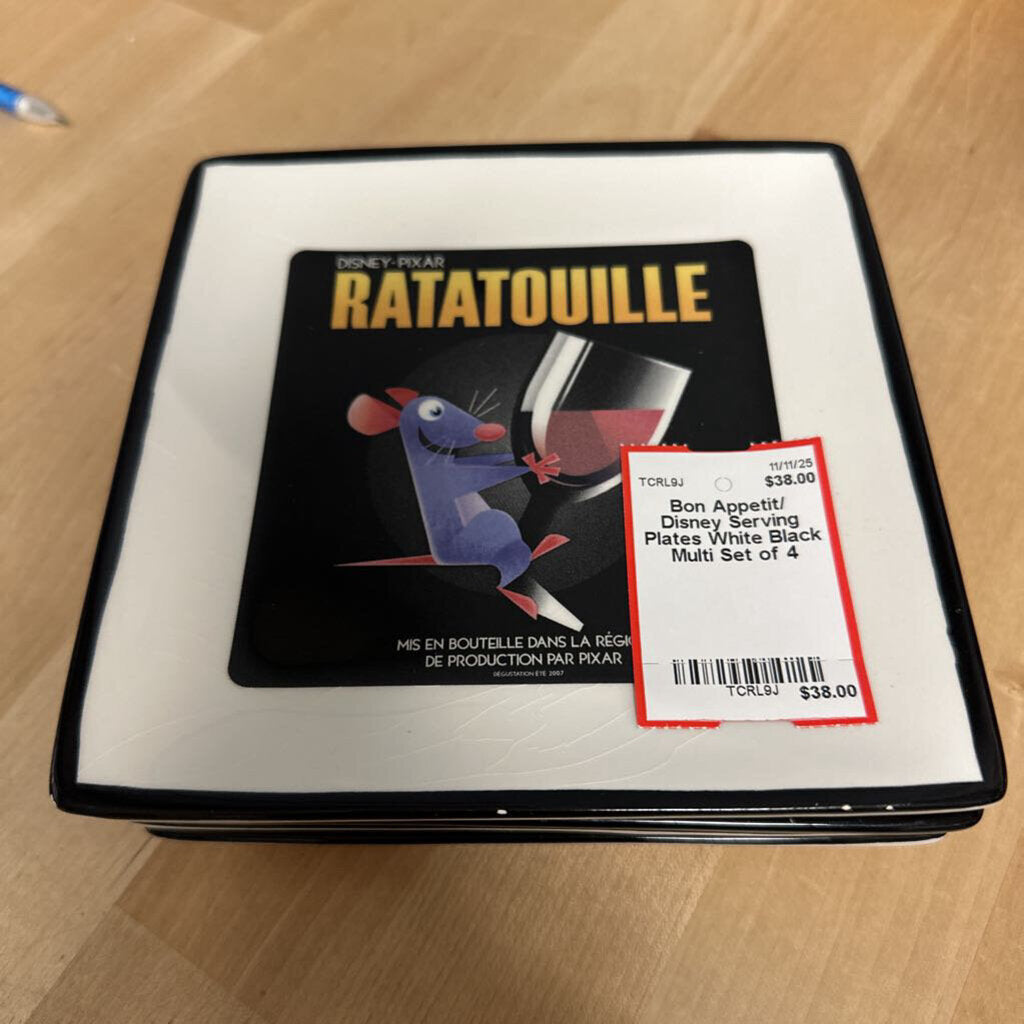 DISNEY·PIXAR
RATATOUILLE
MIS EN BOUTEILLE DANS LA
DE PRODUCTION PAR PIXAR
DÉGUSTATION ÉTÉ 2007
11/11/25
TCRL9J $38.00
Bon Appetit/
Disney Serving
Plates White Black
Multi Set of 4
TCRL9J $38.00